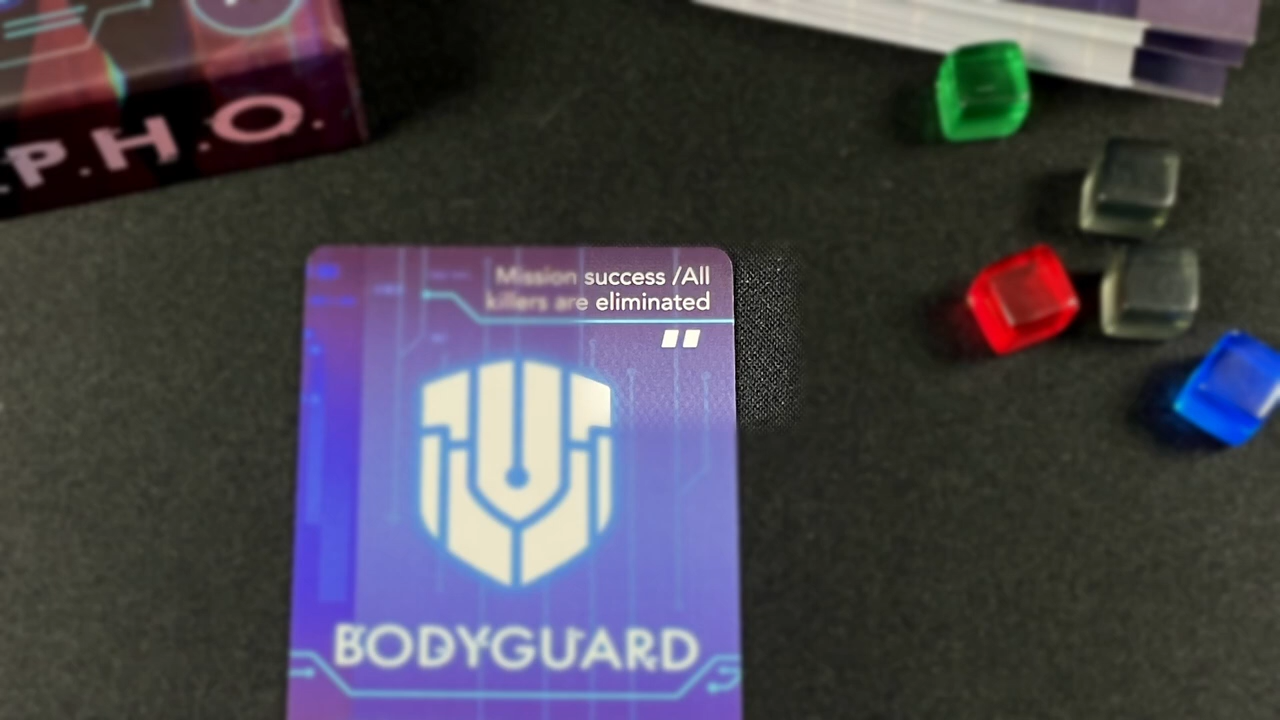 .P.H.O.
Mission success /All
killers are eliminated
"
BODYGUARD